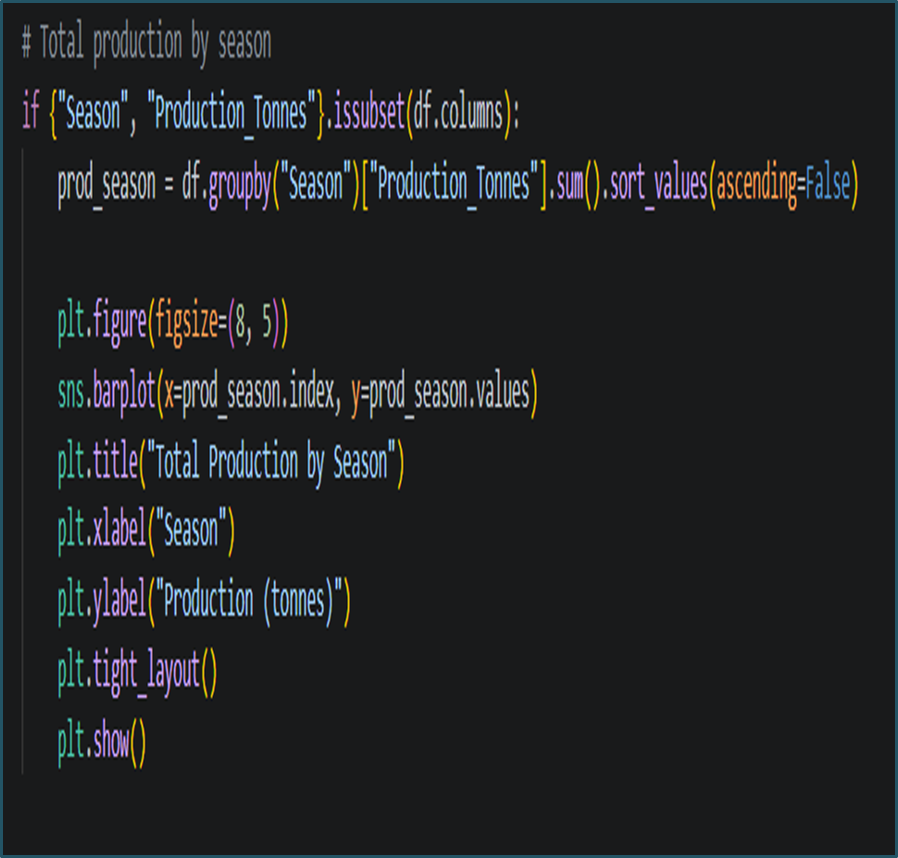 # Total production by season
if {"Season", "Production_Tonnes"}.issubset(df.columns):
prod_season = df.groupby("Season")["Production_Tonnes"].sum().sort_values(ascending=False)
plt.figure(figsize=(8, 5))
sns.barplot(x=prod_season.index, y=prod_season.values)
plt.title("Total Production by Season")
plt.xlabel("Season")
plt.ylabel("Production (tonnes)")
plt.tight_layout()
plt.show()